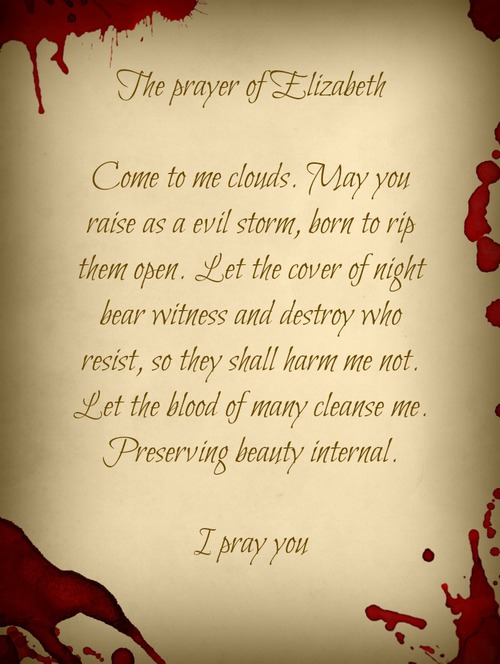 The prayer of Elizabeth
Come to me clouds. May you
raise as a evil storm, born to rip
them open. Let the cover of night
bear witness and destroy who
resist, so they shall harm me not.
Let the blood of many cleanse me.
Preserving beauty internal.
I pray you